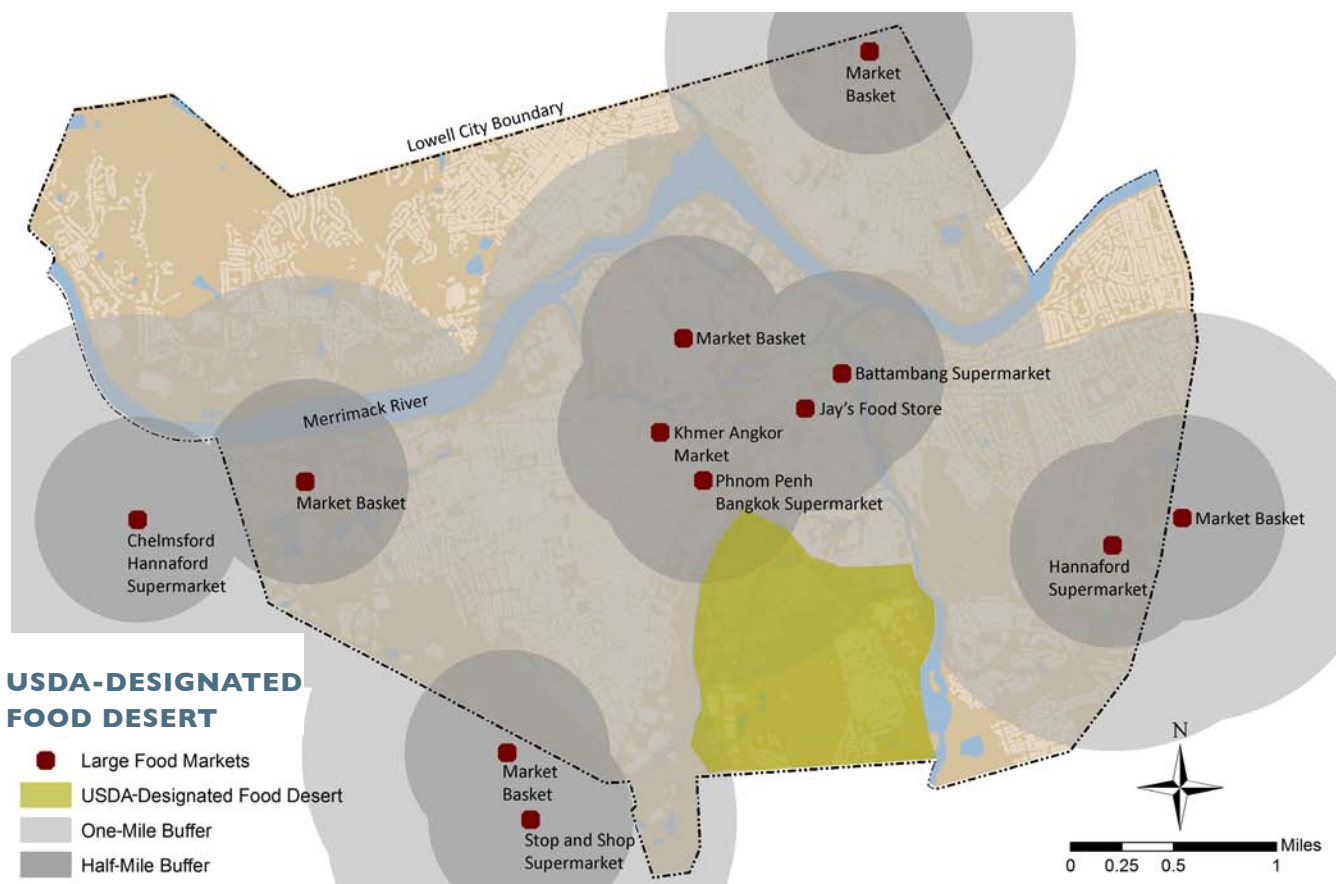 Market
Basket
Lowell City Boundary
Market Basket
Battambang Supermarket
Jay's Food Store
Merrimack River
Khmer Angkor
Market
Phnom Penh
Bangkok Supermarket
Market Basket
Chelmsford
Hannaford
Supermarket
Market Basket
Hannaford
Supermarket
Market
Basket
Stop and Shop
Supermarket
USDA-DESIGNATED
FOOD DESERT
Large Food Markets
USDA-Designated Food Desert
One-Mile Buffer
Half-Mile Buffer
N
Miles
0 0.25 0.5 1